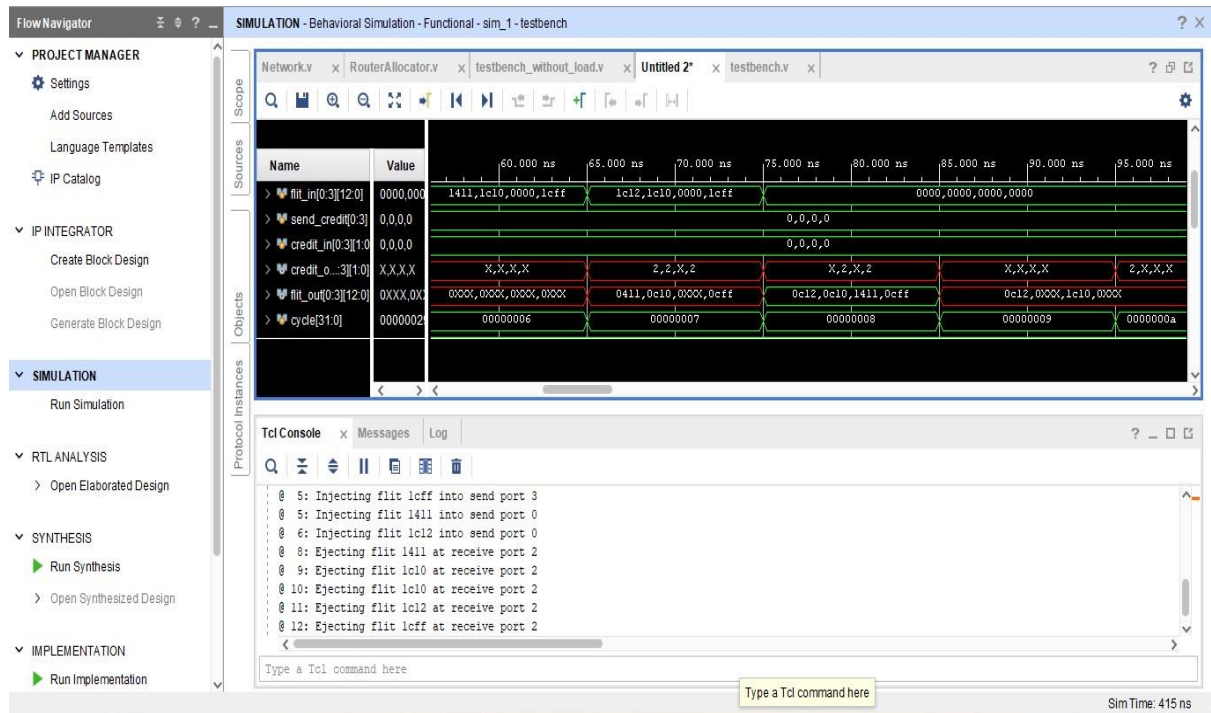 Flow Navigator
SIMULATION - Behavioral Simulation - Functional - sim_1 - testbench
PROJECT MANAGER
Settings
Add Sources
Language Templates
IP Catalog
IP INTEGRATOR
Create Block Design
Open Block Design
Generate Block Design
SIMULATION
Run Simulation
RTL ANALYSIS
Open Elaborated Design
SYNTHESIS
Run Synthesis
Open Synthesized Design
IMPLEMENTATION
Run Implementation
Scope
Sources
Objects
Protocol Instances
Network.v RouterAllocator.v testbench_without_load.v Untitled 2* testbench.v
Name Value 60.000 ns 65.000 ns 70.000 ns 75.000 ns 80.000 ns 85.000 ns 90.000 ns 95.000 ns
flit_in[0:3][12:0] 0000,000 1411,1c10,0000,1cff 1c12,1c10,0000,1cff 0000,0000,0000,0000
send_credit[0:3] 0,0,0,0 0,0,0,0
credit_in[0:3][1:0 0,0,0,0 0,0,0,0
credit_o...:3][1:0] X,X,X,X X,X,X,X 2,2,X,2 X,2,X,2 X,X,X,X 2,X,X,X
flit_out[0:3][12:0] 0XXX,0X 0XXX,0XXX,0XXX,0XXX 0411,0c10,0XXX,0cff 0c12,0c10,1411,0cff 0c12,0XXX,1c10,0XXX
cycle[31:0] 0000002 00000006 00000007 00000008 00000009 0000000a
Tcl Console Messages Log
@ 5: Injecting flit 1cff into send port 3
@ 5: Injecting flit 1411 into send port 0
@ 6: Injecting flit 1c12 into send port 0
@ 8: Ejecting flit 1411 at receive port 2
@ 9: Ejecting flit 1c10 at receive port 2
@ 10: Ejecting flit 1c10 at receive port 2
@ 11: Ejecting flit 1c12 at receive port 2
@ 12: Ejecting flit 1cff at receive port 2
Type a Tcl command here
Type a Tcl command here
Sim Time: 415 ns